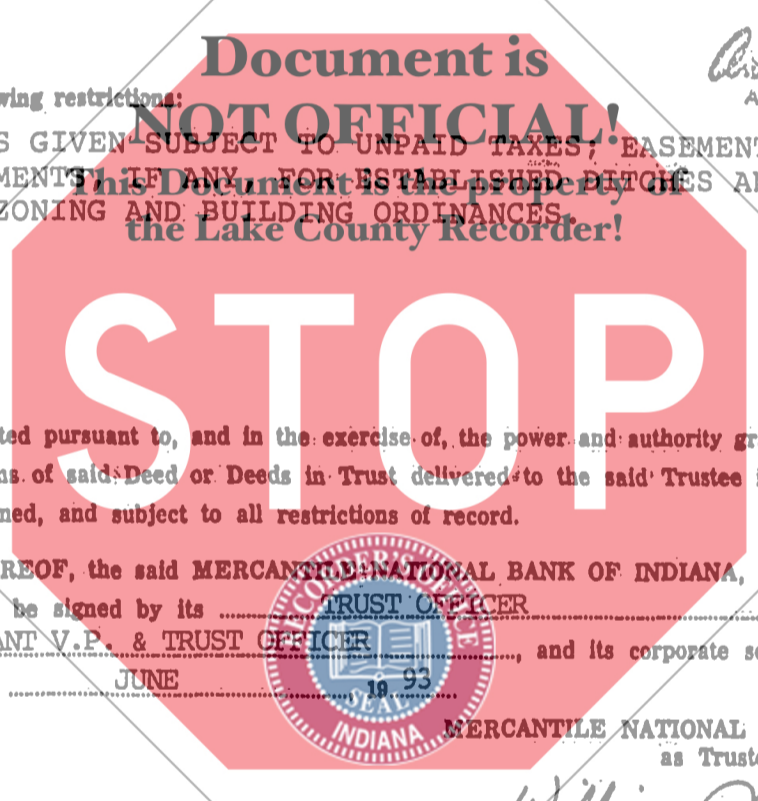 Document is
wing restrictions:
NOT OFFICIAL!
S GIVEN SUBJECT TO UNPAID TAXES; EASEMENT
This Document is the property of
MENTS, IF ANY, FOR ESTABLISHED DITCHES A
ZONING AND BUILDING ORDINANCES.
the Lake County Recorder!
STOP
ted pursuant to, and in the exercise of, the power and authority gr
ns of said Deed or Deeds in Trust delivered to the said Trustee
ned, and subject to all restrictions of record.
REOF, the said MERCANTILE NATIONAL BANK OF INDIANA,
be signed by its TRUST OFFICER
ANT V.P. & TRUST OFFICER, and its corporate se
JUNE, 19 93
RECORDER'S OFFICE
SEAL
INDIANA
MERCANTILE NATIONAL
as Truste